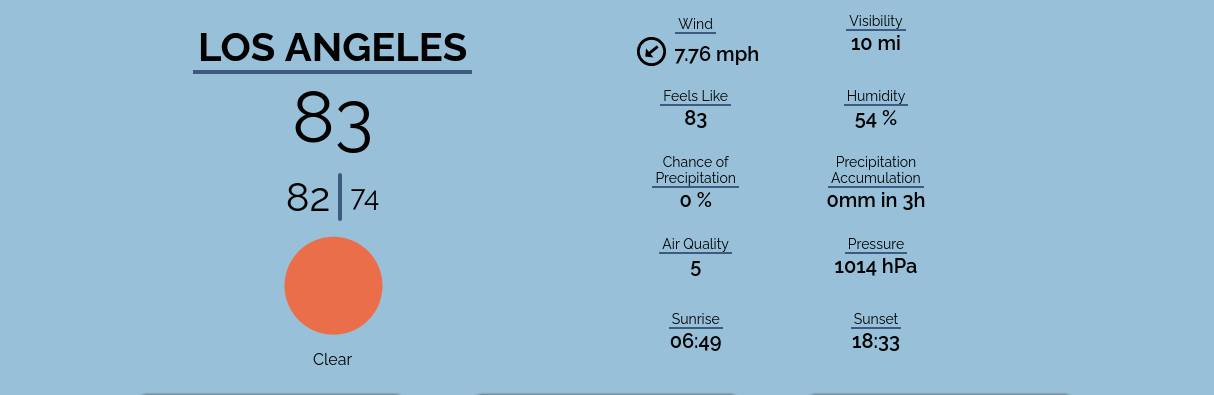 LOS ANGELES
83
82 74
Clear
Wind
7.76 mph
Visibility
10 mi
Feels Like
83
Humidity
54 %
Chance of
Precipitation
0 %
Precipitation
Accumulation
0mm in 3h
Air Quality
5
Pressure
1014 hPa
Sunrise
06:49
Sunset
18:33